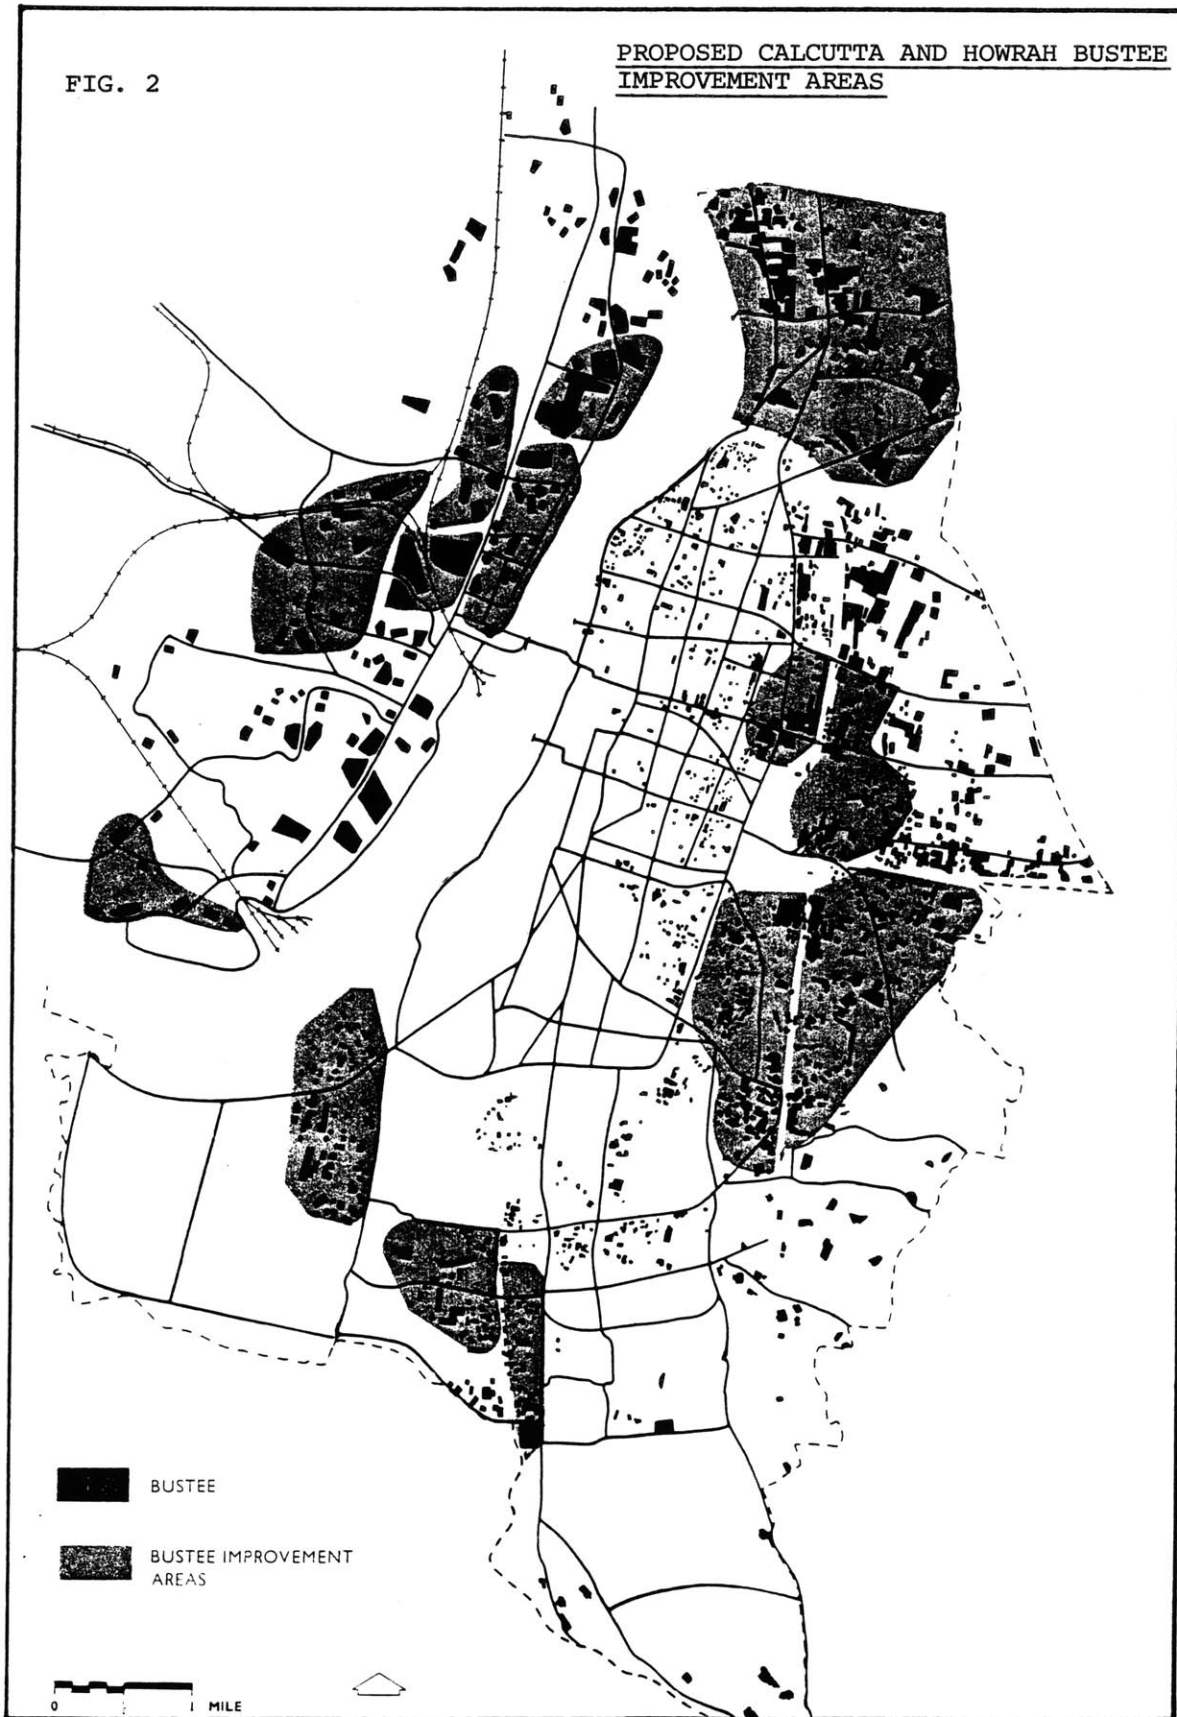 FIG. 2
PROPOSED CALCUTTA AND HOWRAH BUSTEE
IMPROVEMENT AREAS
BUSTEE
BUSTEE IMPROVEMENT
AREAS
0 1 MILE